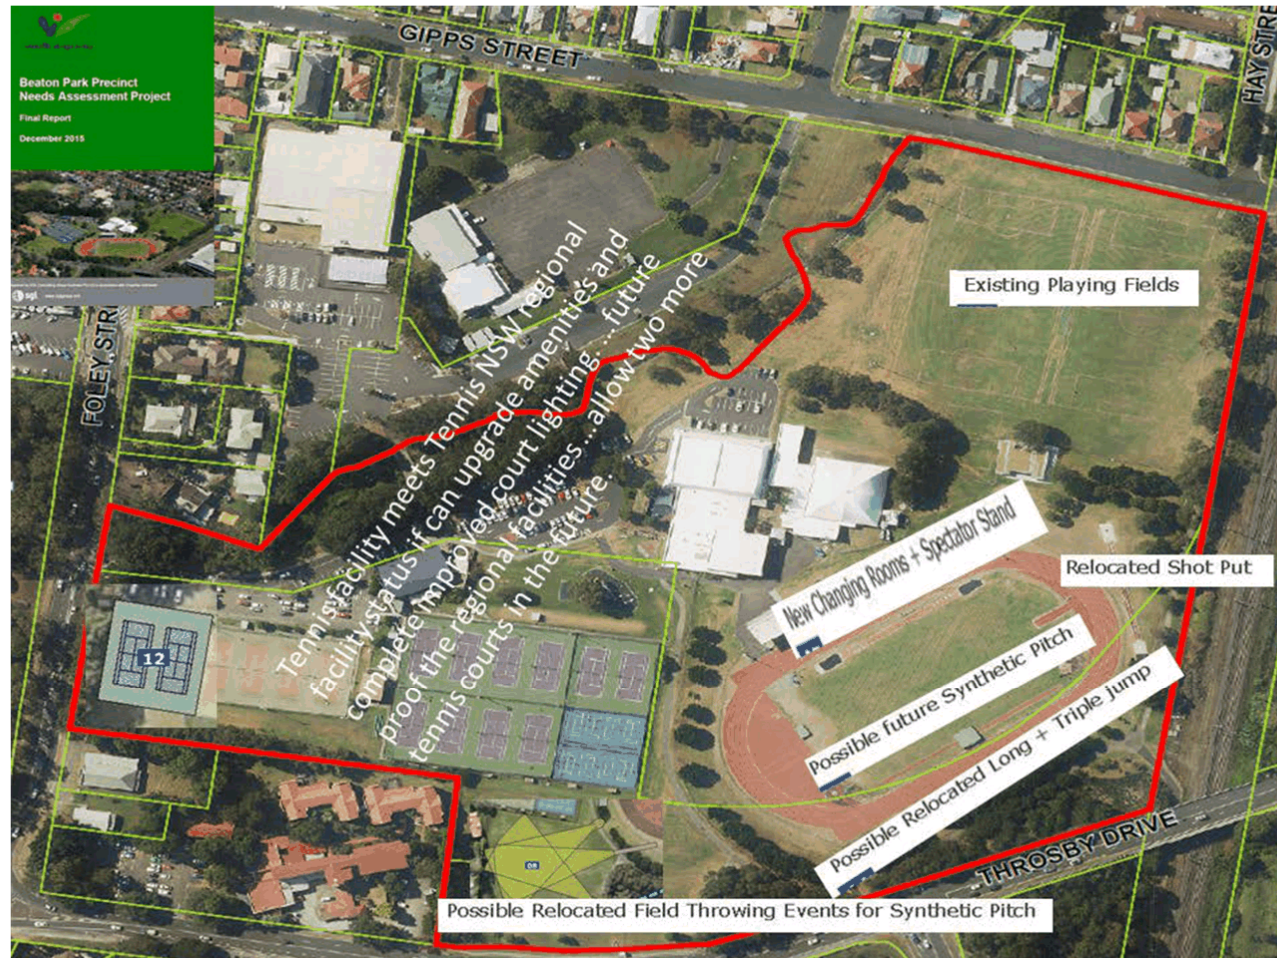 Beaton Park Precinct
Needs Assessment Project
Final Report
December 2015
sgl
GIPPS STREET
HAY STRE
FOLEY STR
Existing Playing Fields
Tennis facility meets Tennis NSW regional
facility status if can upgrade amenities and
complete improved court lighting ...future
proof the regional facilities...allow two more
tennis courts in the future.
New Changing Rooms + Spectator Stand
Relocated Shot Put
12
Possible future Synthetic Pitch
Possible Relocated Long + Triple jump
THROSBY DRIVE
08
Possible Relocated Field Throwing Events for Synthetic Pitch